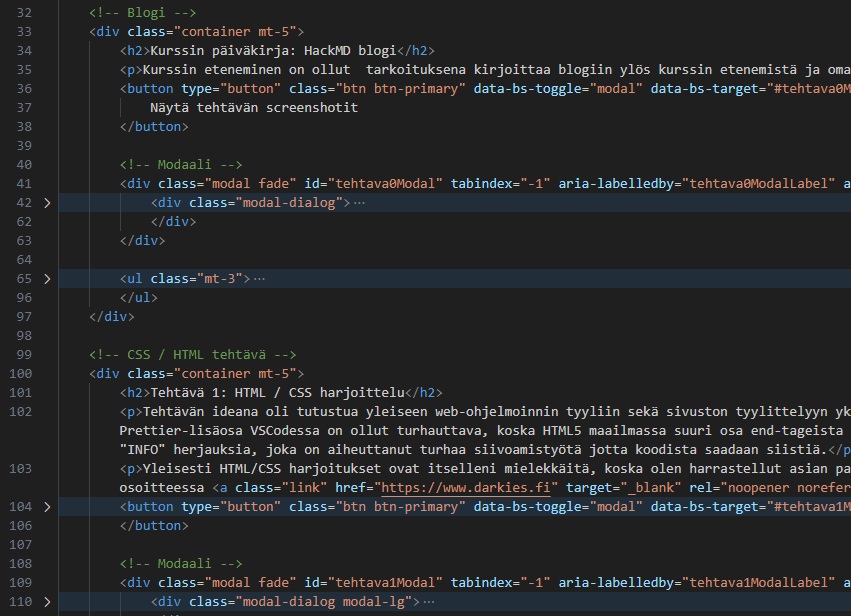 32 <!-- Blogi -->
33 <div class="container mt-5">
34 <h2>Kurssin päiväkirja: HackMD blogi</h2>
35 <p>Kurssin eteneminen on ollut  tarkoituksena kirjoittaa blogiin ylös kurssin etenemistä ja oma
36 <button type="button" class="btn btn-primary" data-bs-toggle="modal" data-bs-target="#tehtava0M
37 Näytä tehtävän screenshotit
38 </button>
39
40 <!-- Modaali -->
41 <div class="modal fade" id="tehtava0Modal" tabindex="-1" aria-labelledby="tehtava0ModalLabel" a
42 <div class="modal-dialog">⋯
62 </div>
63 </div>
64
65 <ul class="mt-3">⋯
96 </ul>
97 </div>
98
99 <!-- CSS / HTML tehtävä -->
100 <div class="container mt-5">
101 <h2>Tehtävä 1: HTML / CSS harjoittelu</h2>
102 <p>Tehtävän ideana oli tutustua yleiseen web-ohjelmoinnin tyyliin sekä sivuston tyylittelyyn yk
Prettier-lisäosa VSCodessa on ollut turhauttava, koska HTML5 maailmassa suuri osa end-tageista
"INFO" herjauksia, joka on aiheuttanut turhaa siivoamistyötä jotta koodista saadaan siistiä.</p
103 <p>Yleisesti HTML/CSS harjoitukset ovat itselleni mielekkäitä, koska olen harrastellut asian pa
osoitteessa <a class="link" href="https://www.darkies.fi" target="_blank" rel="noopener norefer
104 <button type="button" class="btn btn-primary" data-bs-toggle="modal" data-bs-target="#tehtava1M
106 </button>
107
108 <!-- Modaali -->
109 <div class="modal fade" id="tehtava1Modal" tabindex="-1" aria-labelledby="tehtava1ModalLabel" a
110 <div class="modal-dialog modal-lg">⋯